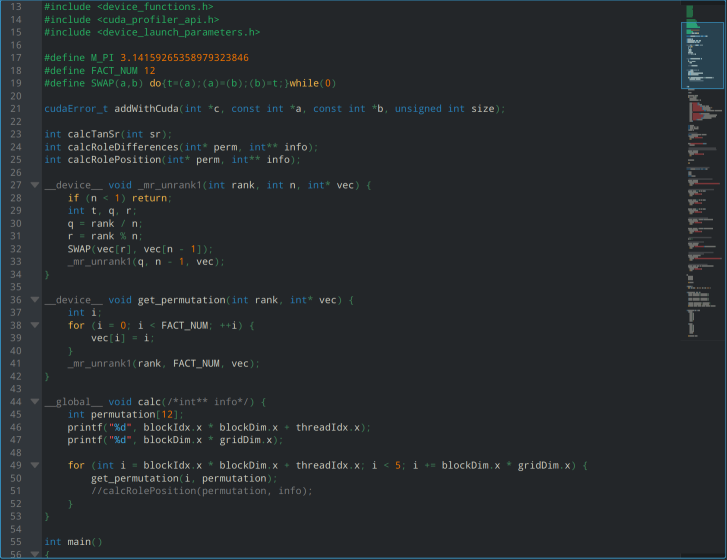 13 #include <device_functions.h>
14 #include <cuda_profiler_api.h>
15 #include <device_launch_parameters.h>
16
17 #define M_PI 3.14159265358979323846
18 #define FACT_NUM 12
19 #define SWAP(a,b) do{t=(a);(a)=(b);(b)=t;}while(0)
20
21 cudaError_t addWithCuda(int *c, const int *a, const int *b, unsigned int size);
22
23 int calcTanSr(int sr);
24 int calcRoleDifferences(int* perm, int** info);
25 int calcRolePosition(int* perm, int** info);
26
27 __device__ void _mr_unrank1(int rank, int n, int* vec) {
28     if (n < 1) return;
29     int t, q, r;
30     q = rank / n;
31     r = rank % n;
32     SWAP(vec[r], vec[n - 1]);
33     _mr_unrank1(q, n - 1, vec);
34 }
35
36 __device__ void get_permutation(int rank, int* vec) {
37     int i;
38     for (i = 0; i < FACT_NUM; ++i) {
39         vec[i] = i;
40     }
41     _mr_unrank1(rank, FACT_NUM, vec);
42 }
43
44 __global__ void calc(/*int** info*/) {
45     int permutation[12];
46     printf("%d", blockIdx.x * blockDim.x + threadIdx.x);
47     printf("%d", blockDim.x * gridDim.x);
48
49     for (int i = blockIdx.x * blockDim.x + threadIdx.x; i < 5; i += blockDim.x * gridDim.x) {
50         get_permutation(i, permutation);
51         //calcRolePosition(permutation, info);
52     }
53 }
54
55 int main()
56 {